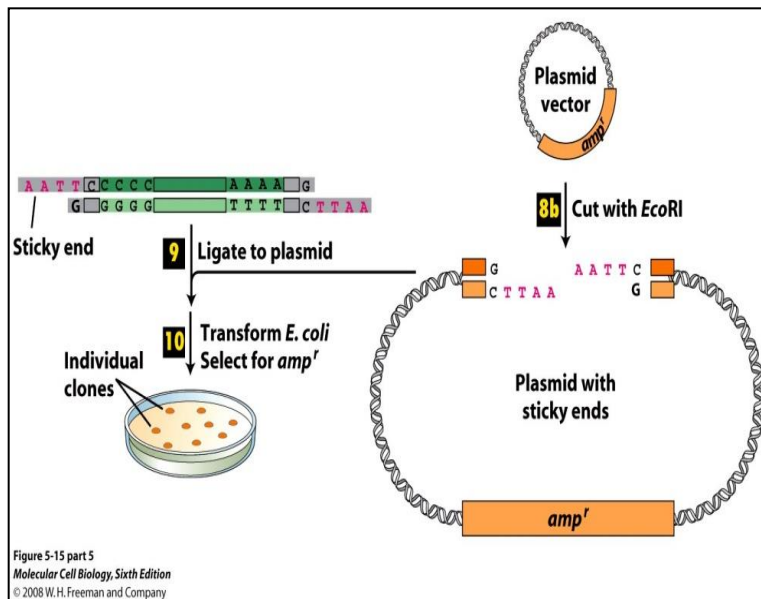 Plasmid
vector
amp^r
A A T T C C C C C A A A A G
G G G G G T T T T C T T A A
Sticky end
9 Ligate to plasmid
8b Cut with EcoRI
G A A T T C
C T T A A G
10 Transform E. coli
Select for amp^r
Individual
clones
Plasmid with
sticky ends
amp^r
Figure 5-15 part 5
Molecular Cell Biology, Sixth Edition
© 2008 W. H. Freeman and Company